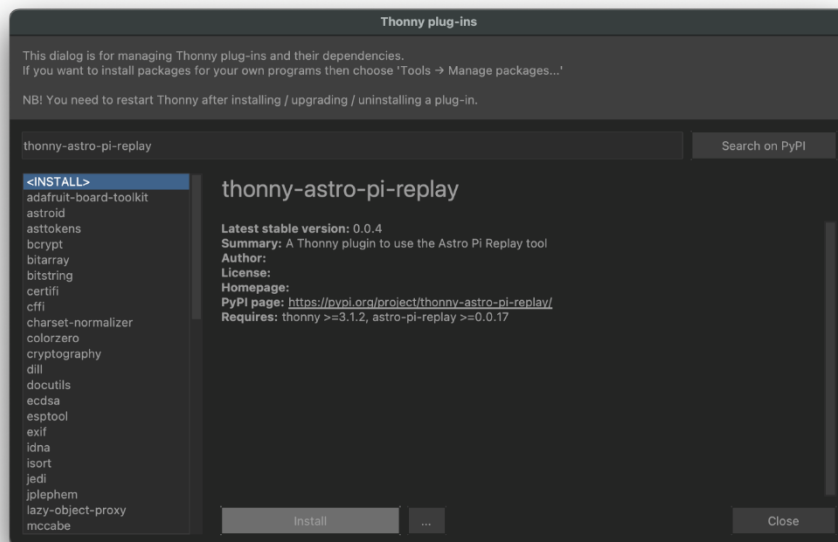 Thonny plug-ins
This dialog is for managing Thonny plug-ins and their dependencies.
If you want to install packages for your own programs then choose 'Tools → Manage packages...'
NB! You need to restart Thonny after installing / upgrading / uninstalling a plug-in.
thonny-astro-pi-replay
Search on PyPI
<INSTALL>
adafruit-board-toolkit
astroid
asttokens
bcrypt
bitarray
bitstring
certifi
cffi
charset-normalizer
colorzero
cryptography
dill
docutils
ecdsa
esptool
exif
idna
isort
jedi
jplephem
lazy-object-proxy
mccabe
thonny-astro-pi-replay
Latest stable version: 0.0.4
Summary: A Thonny plugin to use the Astro Pi Replay tool
Author:
License:
Homepage:
PyPI page: https://pypi.org/project/thonny-astro-pi-replay/
Requires: thonny >=3.1.2, astro-pi-replay >=0.0.17
Install
...
Close